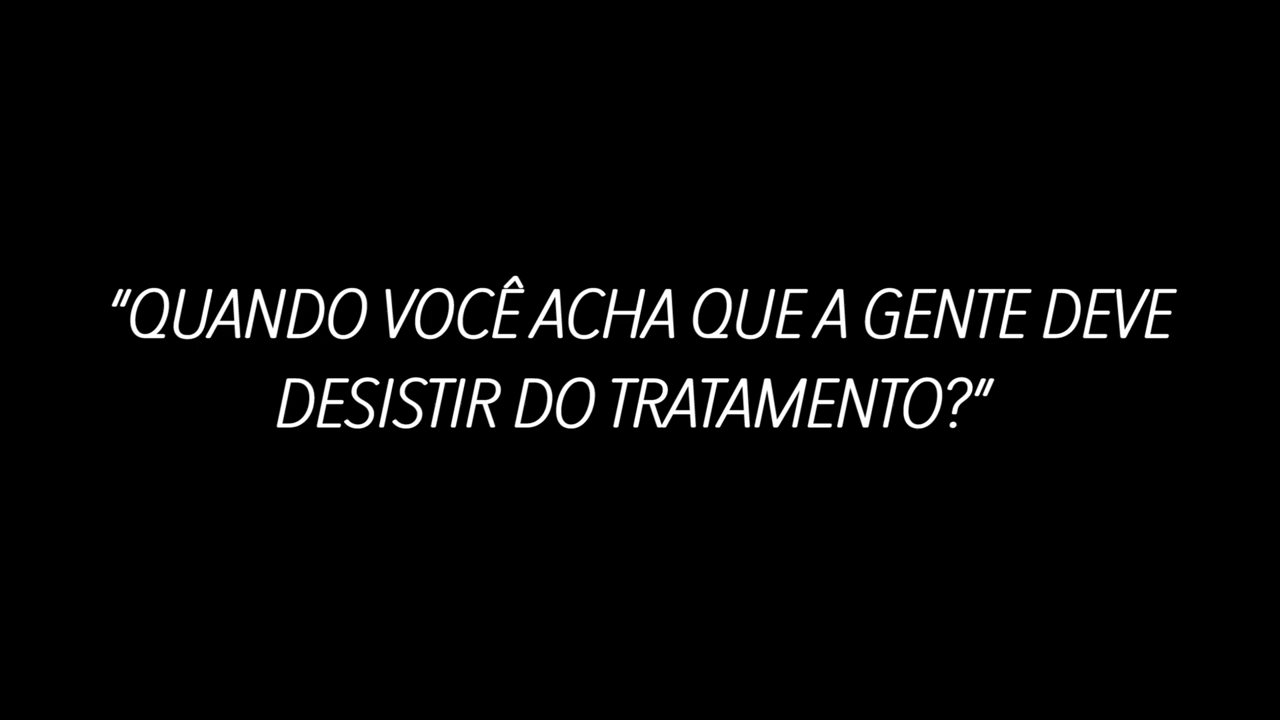 "QUANDO VOCÊ ACHA QUE A GENTE DEVE
DESISTIR DO TRATAMENTO?"